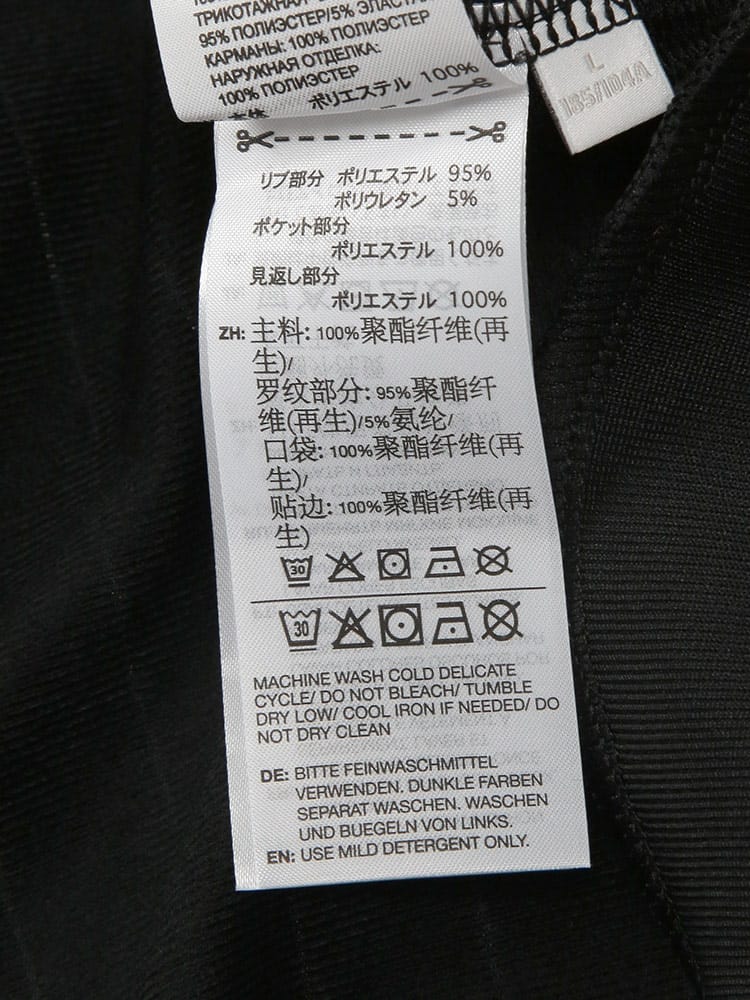 ТРИКОТАЖНАЯ
95% ПОЛИЭСТЕР/5% ЭЛАСТА
КАРМАНЫ: 100% ПОЛИЭСТЕР
НАРУЖНАЯ ОТДЕЛКА:
100% ПОЛИЭСТЕР
ポリエステル 100%
L
185/104A
リブ部分 ポリエステル 95%
ポリウレタン 5%
ポケット部分
ポリエステル 100%
見返し部分
ポリエステル 100%
ZH: 主料: 100%聚酯纤维(再
生)/
罗纹部分: 95%聚酯纤
维(再生)/5%氨纶/
口袋: 100%聚酯纤维(再
生)/
贴边: 100%聚酯纤维(再
生)
30
30
MACHINE WASH COLD DELICATE
CYCLE/ DO NOT BLEACH/ TUMBLE
DRY LOW/ COOL IRON IF NEEDED/ DO
NOT DRY CLEAN
DE: BITTE FEINWASCHMITTEL
VERWENDEN. DUNKLE FARBEN
SEPARAT WASCHEN. WASCHEN
UND BUEGELN VON LINKS.
EN: USE MILD DETERGENT ONLY.